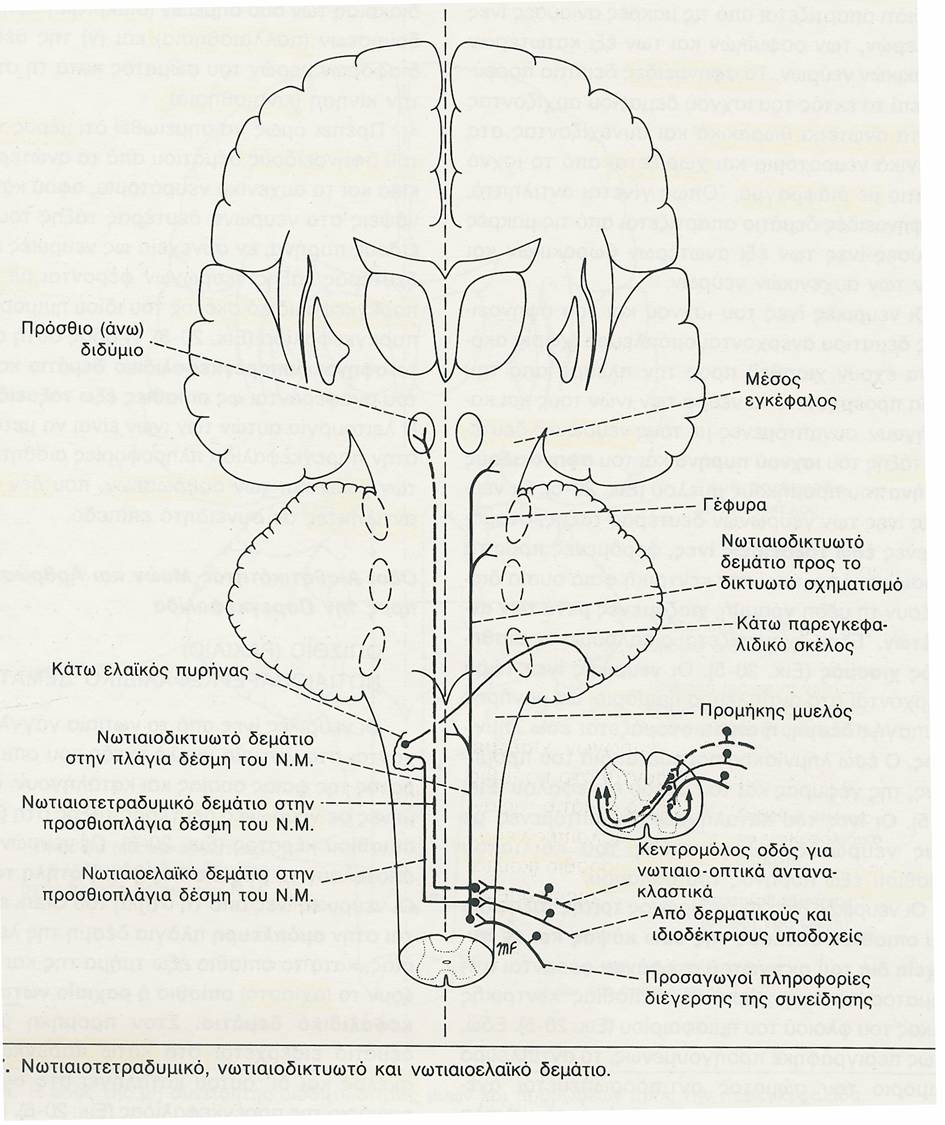 Πρόσθιο (άνω)
διδύμιο
Μέσος
εγκέφαλος
Γέφυρα
Νωτιαιοδικτυωτό
δεμάτιο προς το
δικτυωτό σχηματισμό
Κάτω παρεγκεφα-
λιδικό σκέλος
Κάτω ελαϊκός πυρήνας
Προμήκης μυελός
Νωτιαιοδικτυωτό δεμάτιο
στην πλάγια δέσμη του Ν.Μ.
Νωτιαιοτετραδυμικό δεμάτιο στην
προσθιοπλάγια δέσμη του Ν.Μ.
Νωτιαιοελαϊκό δεμάτιο στην
προσθιοπλάγια δέσμη του Ν.Μ.
Κεντρομόλος οδός για
νωτιαιο-οπτικά αντανα-
κλαστικά
Από δερματικούς και
ιδιοδέκτριους υποδοχείς
Προσαγωγοί πληροφορίες
διέγερσης της συνείδησης
MF
. Νωτιαιοτετραδυμικό, νωτιαιοδικτυωτό και νωτιαιοελαϊκό δεμάτιο.